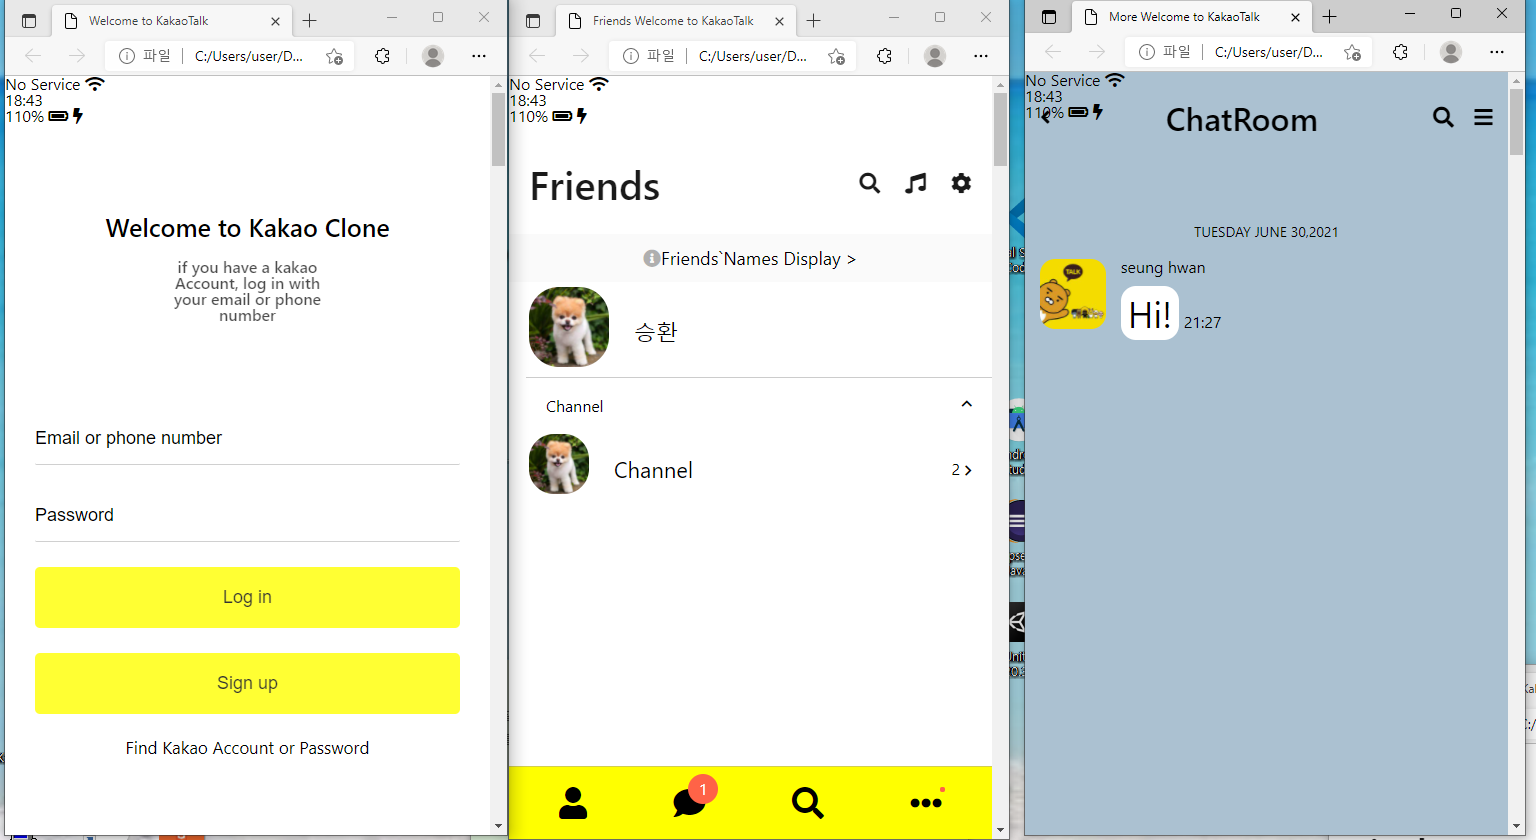 Welcome to KakaoTalk
파일
C:/Users/user/D...
No Service
18:43
110%
Welcome to Kakao Clone
if you have a kakao
Account, log in with
your email or phone
number
Email or phone number
Password
Log in
Sign up
Find Kakao Account or Password
Friends Welcome to KakaoTalk
파일
C:/Users/user/D...
No Service
18:43
110%
Friends
Friends`Names Display >
승환
Channel
Channel
2
1
More Welcome to KakaoTalk
파일
C:/Users/user/D...
No Service
18:43
110%
ChatRoom
TUESDAY JUNE 30,2021
TALK
seung hwan
Hi!
21:27